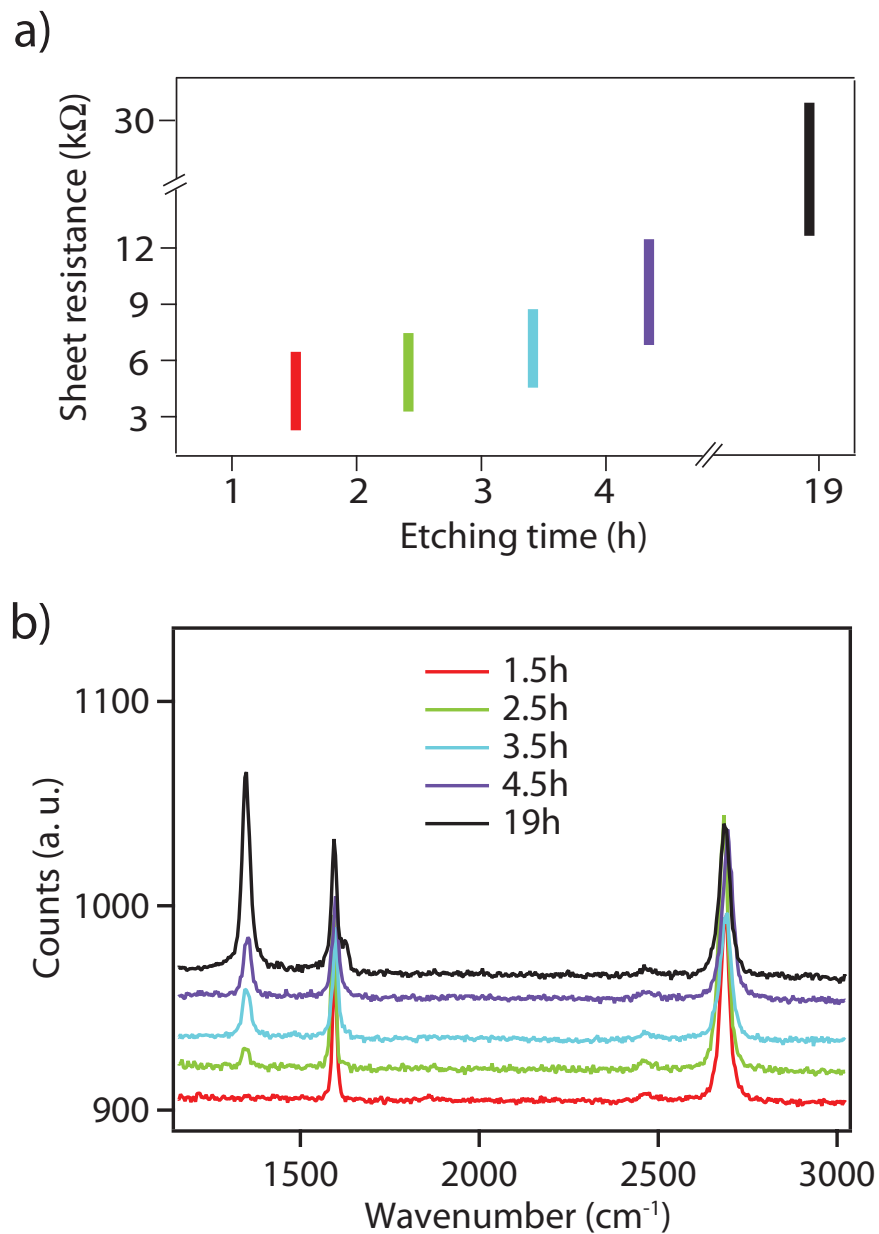 a)
Sheet resistance (kΩ)
30
12
9
6
3
1 2 3 4 19
Etching time (h)
b)
Counts (a. u.)
1100
1000
900
1.5h
2.5h
3.5h
4.5h
19h
1500 2000 2500 3000
Wavenumber (cm⁻¹)